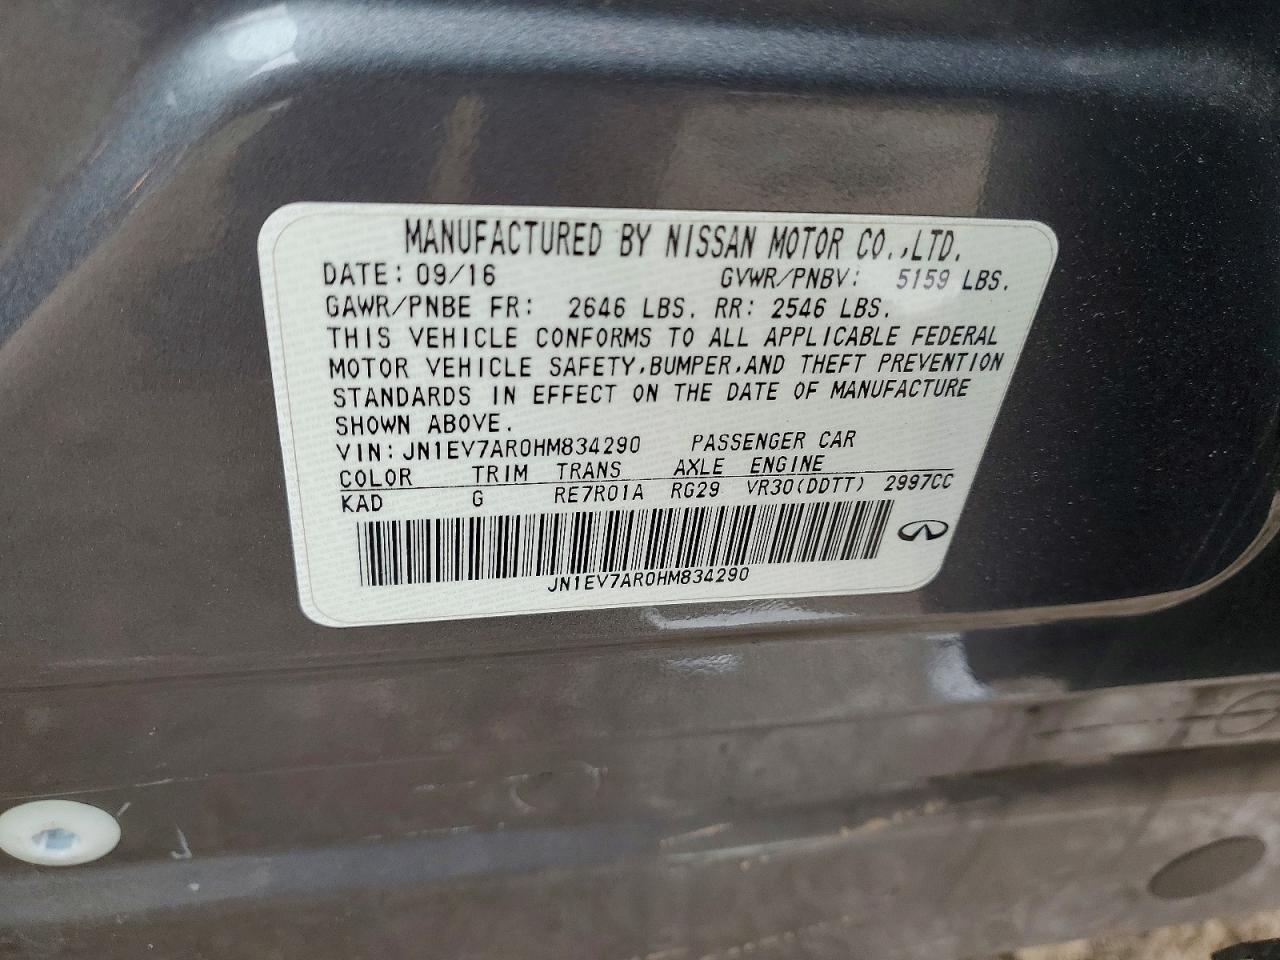 MANUFACTURED BY NISSAN MOTOR CO.,LTD.
DATE: 09/16 GVWR/PNBV: 5159 LBS.
GAWR/PNBE FR: 2646 LBS. RR: 2546 LBS.
THIS VEHICLE CONFORMS TO ALL APPLICABLE FEDERAL
MOTOR VEHICLE SAFETY,BUMPER,AND THEFT PREVENTION
STANDARDS IN EFFECT ON THE DATE OF MANUFACTURE
SHOWN ABOVE.
VIN:JN1EV7AR0HM834290 PASSENGER CAR
COLOR TRIM TRANS AXLE ENGINE
KAD G RE7R01A RG29 VR30(DDTT) 2997CC
JN1EV7AR0HM834290